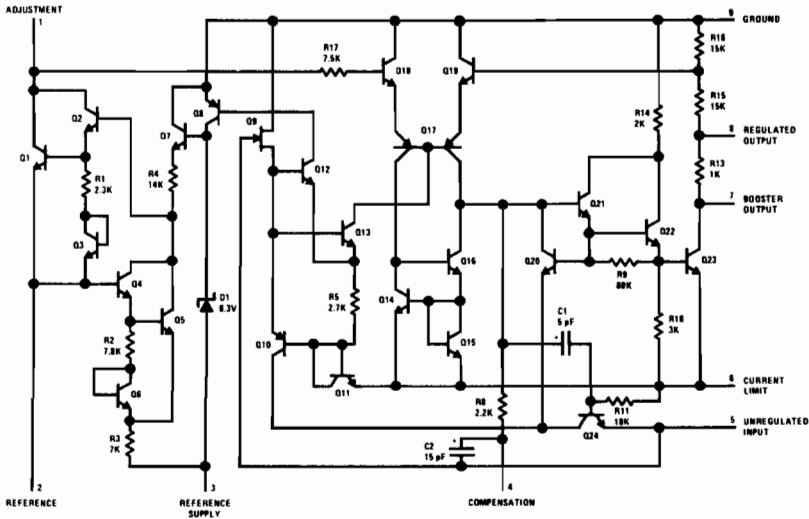 ADJUSTMENT
1
9
GROUND
R16
15K
R17
7.5K
Q18
Q19
R15
15K
Q2
Q7
Q8
Q9
Q17
R14
2K
8
REGULATED
OUTPUT
Q1
R1
2.3K
R4
14K
Q12
R13
1K
7
BOOSTER
OUTPUT
Q21
Q22
Q13
Q3
Q4
Q16
Q20
Q23
R9
80K
R5
2.7K
D1
6.3V
Q14
Q5
R2
7.8K
C1
5 pF
R10
3K
Q10
Q15
Q6
Q11
6
CURRENT
LIMIT
R8
2.2K
R11
10K
5
UNREGULATED
INPUT
R3
7K
C2
15 pF
Q24
2
REFERENCE
3
REFERENCE
SUPPLY
4
COMPENSATION